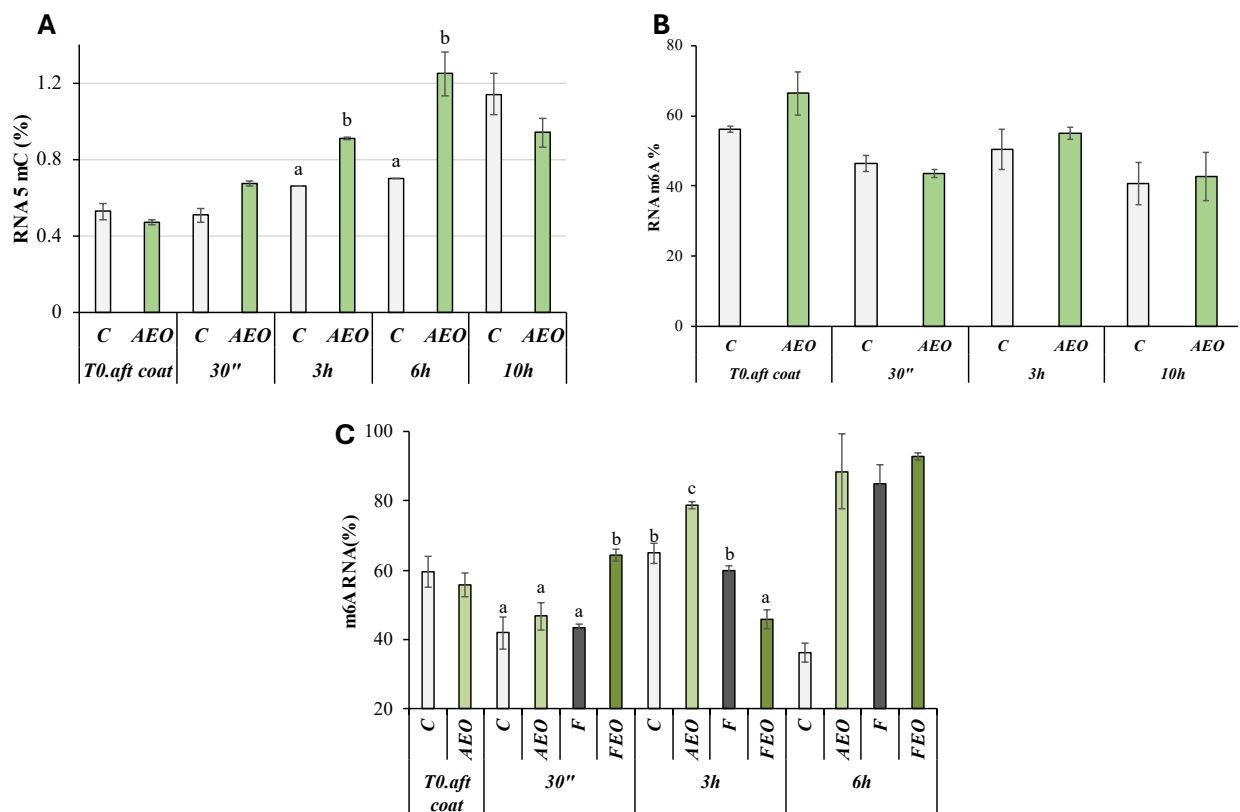 A
RNA 5 mC (%)
1.2
0.8
0.4
0
a
b
a
b
C AEO C AEO C AEO C AEO C AEO
T0.aft coat 30" 3h 6h 10h
B
RNA m6A %
80
60
40
20
0
C AEO C AEO C AEO C AEO
T0.aft coat 30" 3h 10h
C
m6A RNA(%)
100
80
60
40
20
a
a
a
b
b
c
b
a
C AEO C AEO F FEO C AEO F FEO C AEO F FEO
T0.aft 30" 3h 6h
coat